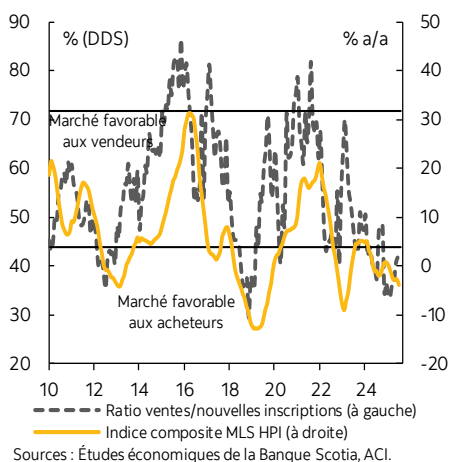 90
80
70
60
50
40
30
20
% (DDS)
% a/a
50
40
30
20
10
0
-10
-20
Marché favorable
aux vendeurs
Marché favorable
aux acheteurs
10 12 14 16 18 20 22 24
Ratio ventes/nouvelles inscriptions (à gauche)
Indice composite MLS HPI (à droite)
Sources : Études économiques de la Banque Scotia, ACI.